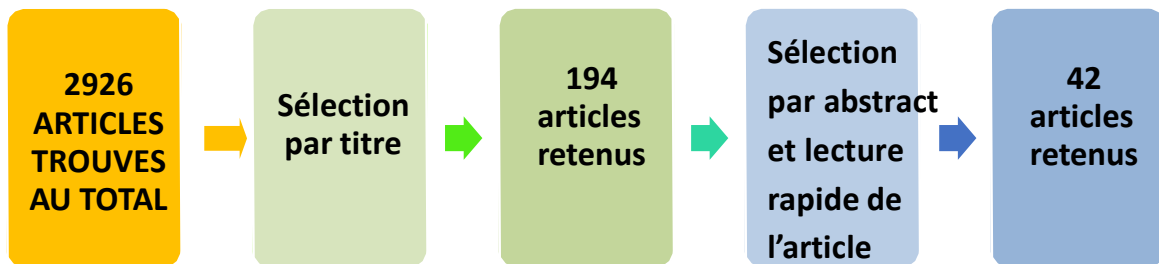 2926
ARTICLES
TROUVES
AU TOTAL
Sélection
par titre
194
articles
retenus
Sélection
par abstract
et lecture
rapide de
l’article
42
articles
retenus